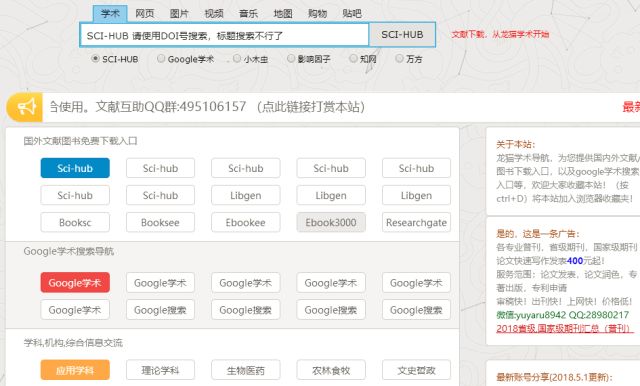 学术 网页 图片 视频 音乐 地图 购物 贴吧
SCI-HUB 请使用DOI号搜索，标题搜索不行了 SCI-HUB
文献下载，从龙猫学术开始
SCI-HUB Google学术 小木虫 影响因子 知网 万方
合使用。文献互助QQ群:495106157 （点此链接打赏本站） 最新
国外文献图书免费下载入口
Sci-hub Sci-hub Sci-hub Sci-hub Sci-hub
Sci-hub Sci-hub Libgen Libgen Libgen
Booksc Booksee Ebookee Ebook3000 Researchgate
Google学术搜索导航
Google学术 Google学术 Google学术 Google学术 Google学术
Google学术 Google搜索 Google搜索 Google搜索 Google搜索
学科,机构,综合信息交流
应用学科 理论学科 生物医药 农林食牧 文史哲政
关于本站:
龙猫学术导航，为您提供国内外文献/
图书下载入口，以及google学术搜索
入口等，欢迎大家收藏本站！（按
ctrl+D）将本站加入浏览器收藏夹！
是的，这是一条广告:
各专业普刊，省级期刊，国家级期刊
论文快速写作发表400元起！
服务范围：论文发表，论文润色，专
著出版，专利申请
审稿快！出刊快！上网快！价格低！
微信:yuyaru8942 QQ:28980217
2018省级,国家级期刊汇总（普刊）
最新账号分享(2018.5.1更新):